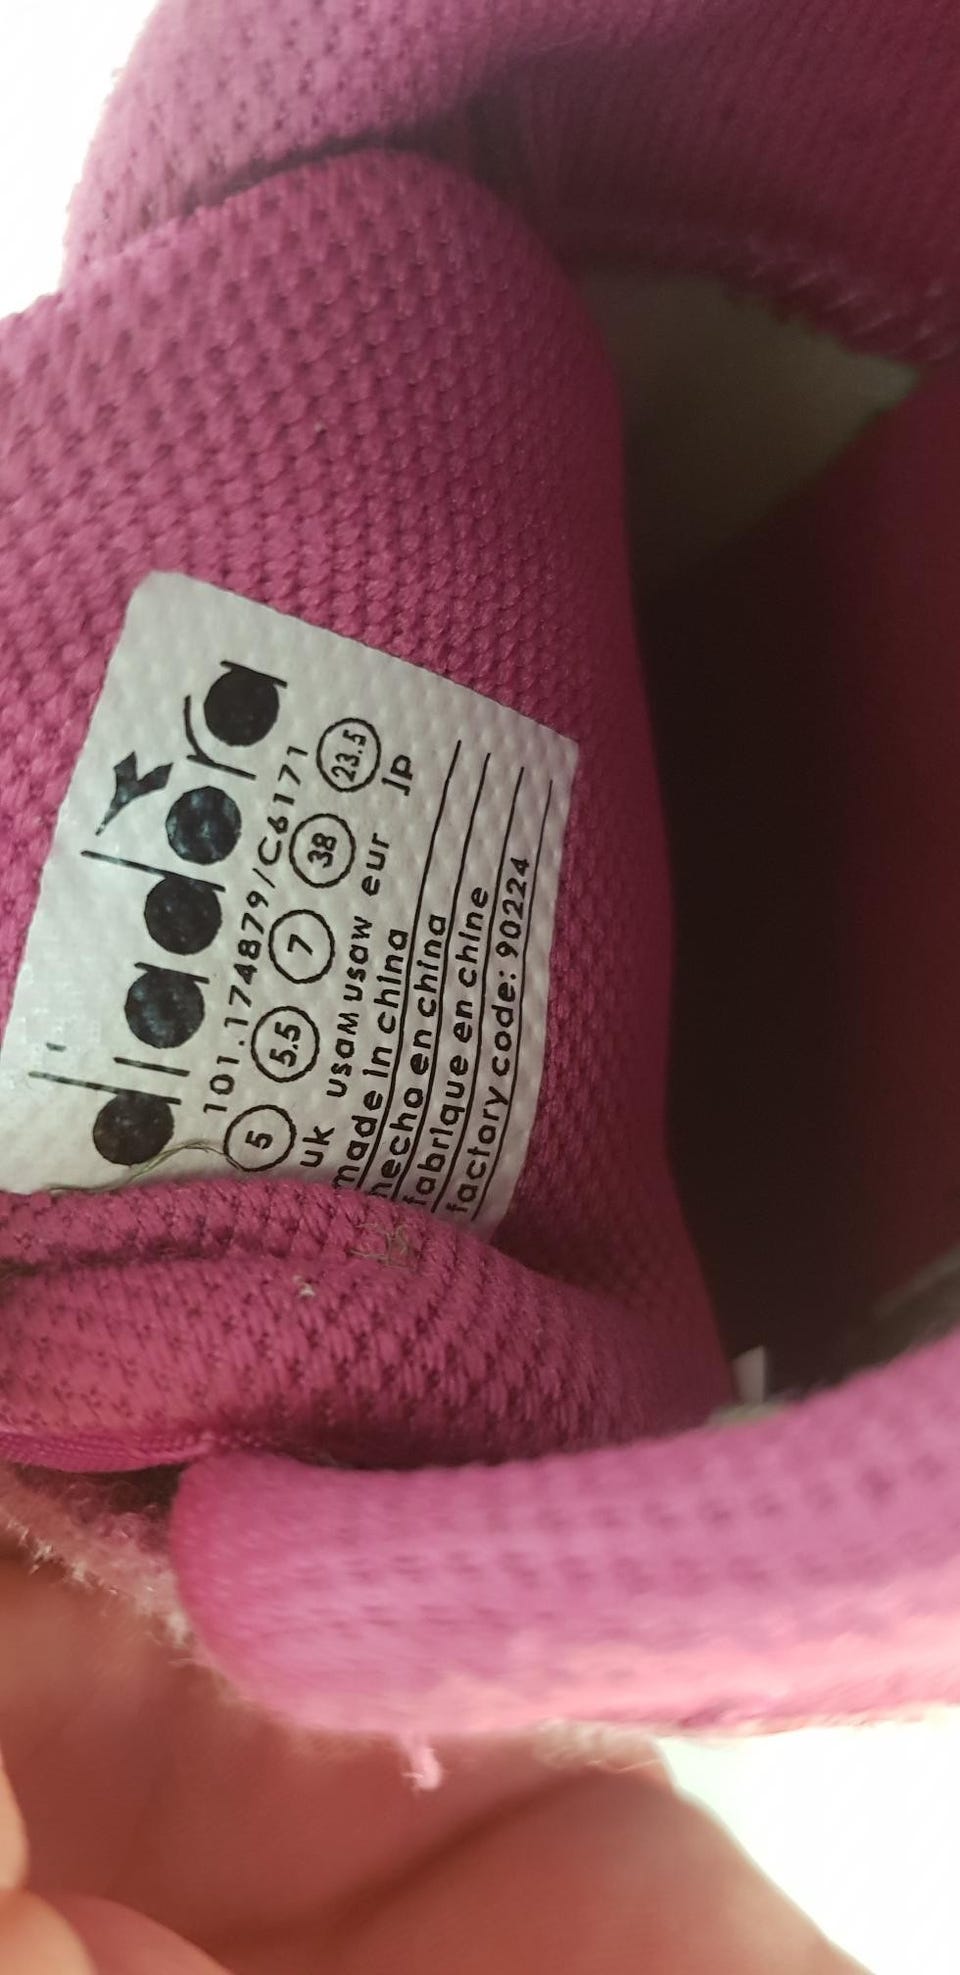 diadora
101.174879/C6171
5 5.5 7 38 23.5
uk usaM usaw eur jp
made in china
hecho en china
fabrique en chine
factory code: 90224